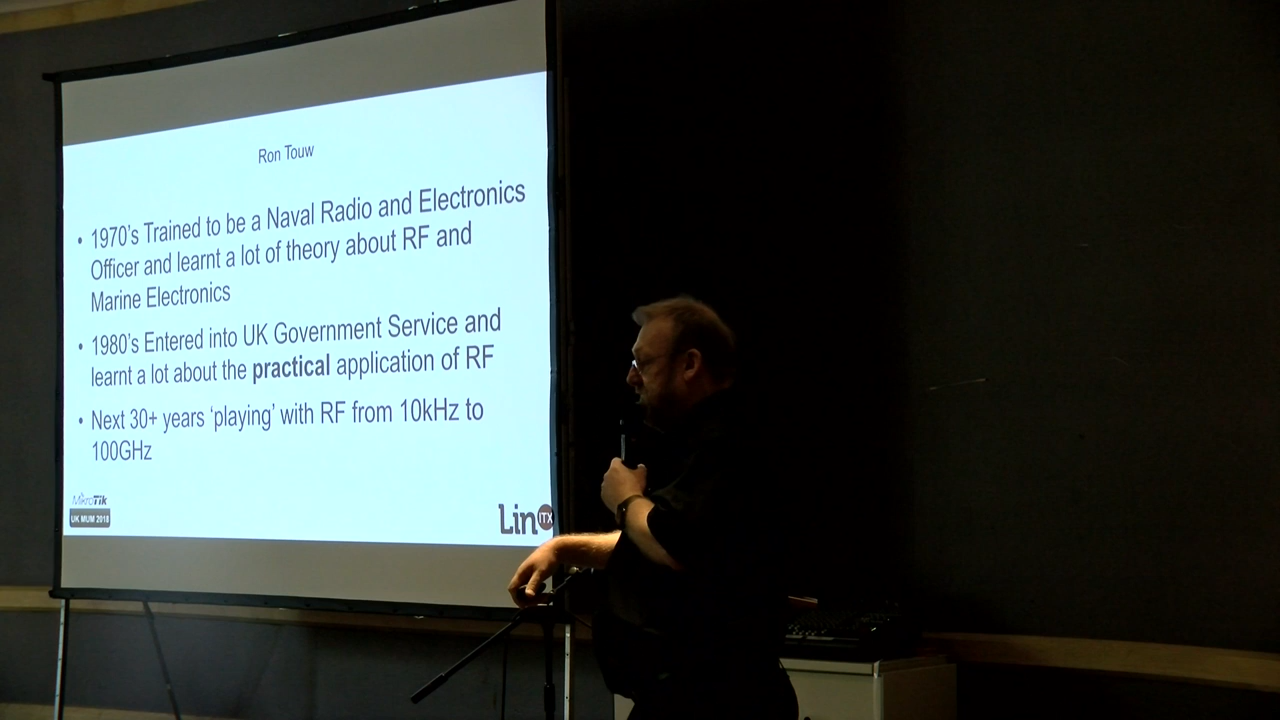 Ron Touw
• 1970's Trained to be a Naval Radio and Electronics
Officer and learnt a lot of theory about RF and
Marine Electronics
• 1980's Entered into UK Government Service and
learnt a lot about the practical application of RF
• Next 30+ years ‘playing’ with RF from 10kHz to
100GHz
MikroTik
UK MUM 2018
Lin ITX